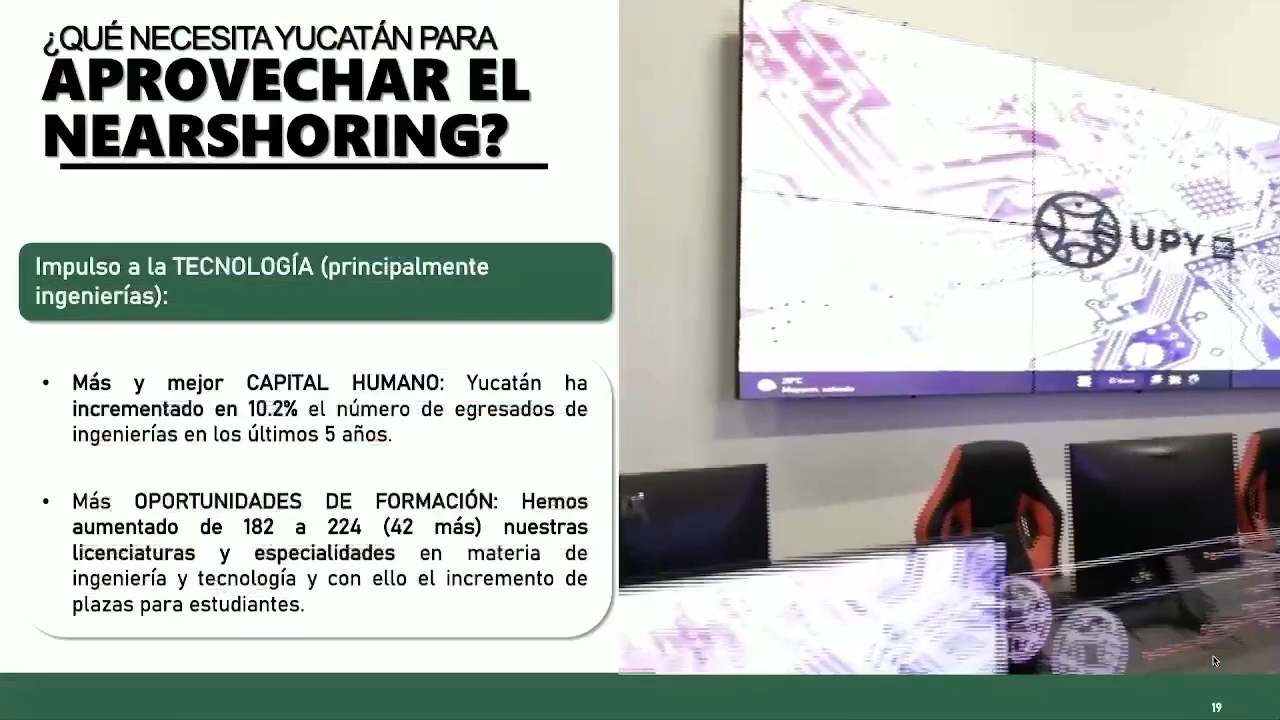 ¿QUÉ NECESITA YUCATÁN PARA
APROVECHAR EL
NEARSHORING?
Impulso a la TECNOLOGÍA (principalmente
ingenierías):
• Más y mejor CAPITAL HUMANO: Yucatán ha
incrementado en 10.2% el número de egresados de
ingenierías en los últimos 5 años.
• Más OPORTUNIDADES DE FORMACIÓN: Hemos
aumentado de 182 a 224 (42 más) nuestras
licenciaturas y especialidades en materia de
ingeniería y tecnología y con ello el incremento de
plazas para estudiantes.
UPY
19